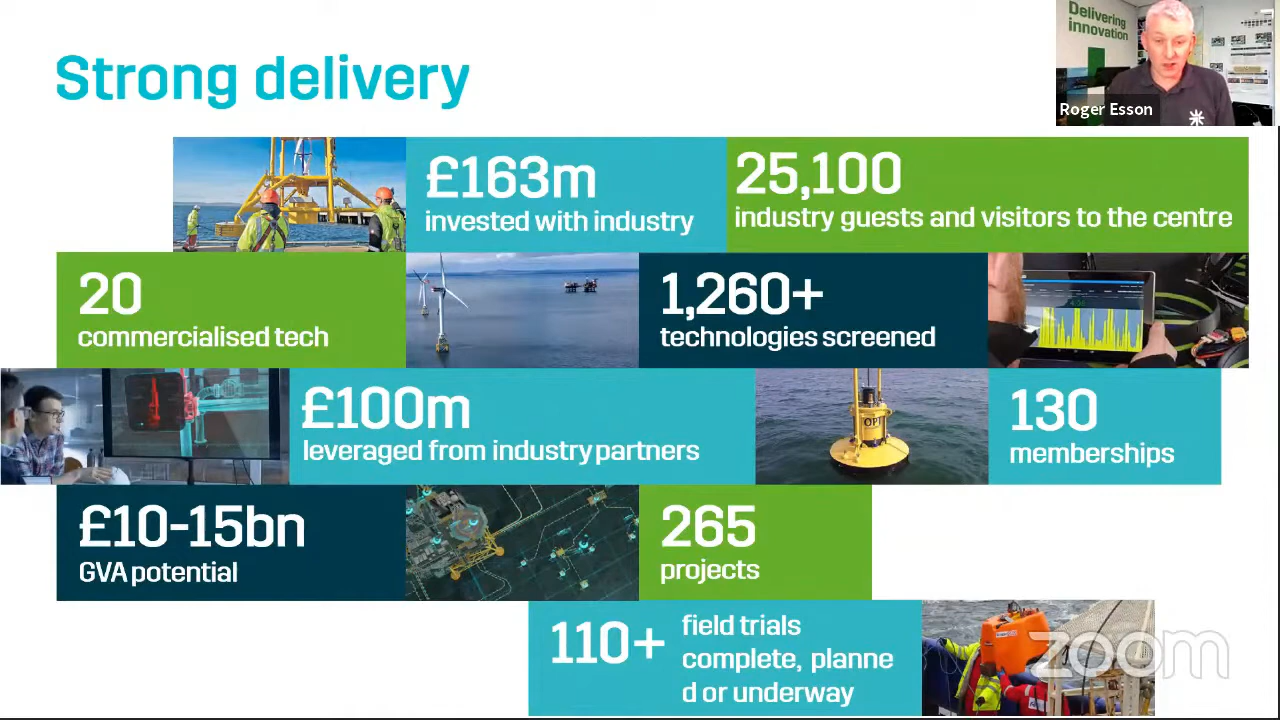 Strong delivery
Delivering
innovation
Roger Esson
£163m
invested with industry
25,100
industry guests and visitors to the centre
20
commercialised tech
1,260+
technologies screened
£100m
leveraged from industry partners
OPT
130
memberships
£10-15bn
GVA potential
265
projects
110+
field trials
complete, planne
d or underway
zoom